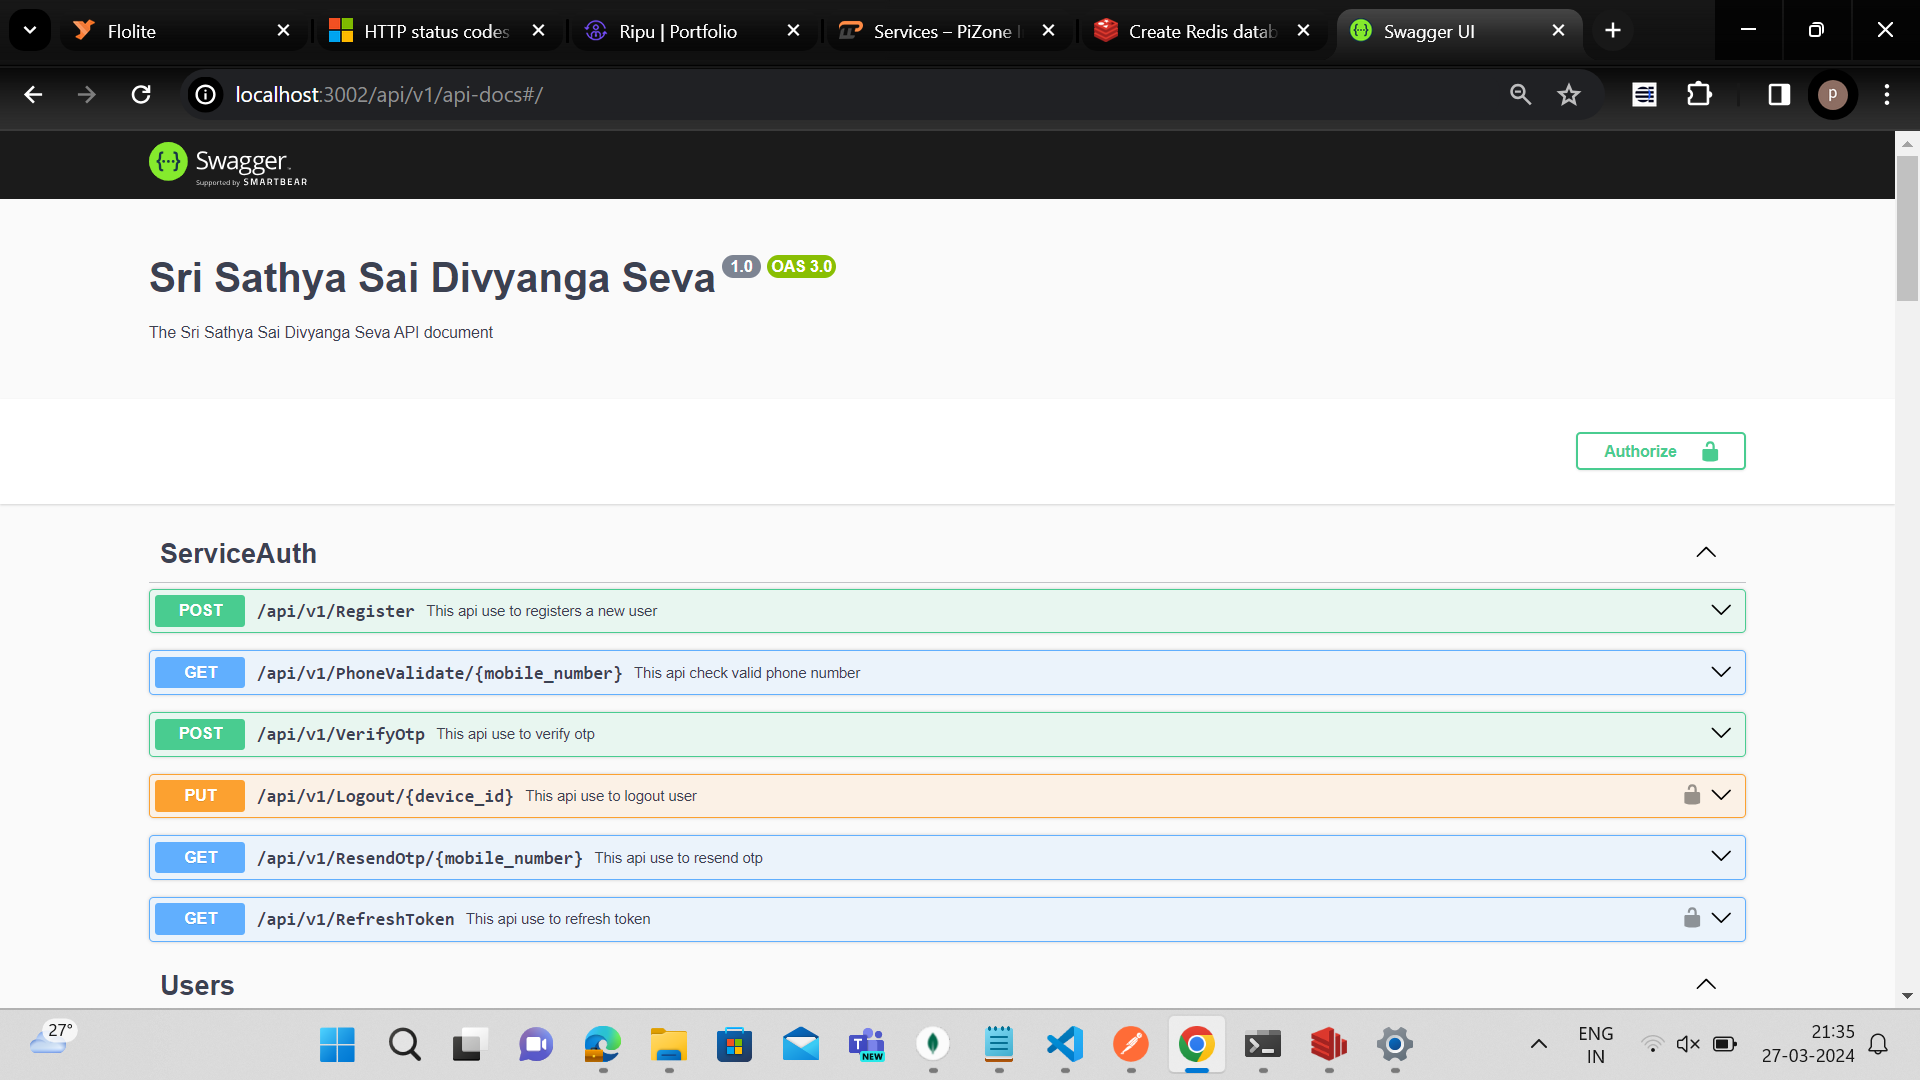 Flolite
HTTP status codes
Ripu | Portfolio
Services – PiZone I
Create Redis datab
Swagger UI
localhost:3002/api/v1/api-docs#/
p
Swagger
Supported by SMARTBEAR
Sri Sathya Sai Divyanga Seva 1.0 OAS 3.0
The Sri Sathya Sai Divyanga Seva API document
Authorize
ServiceAuth
POST /api/v1/Register This api use to registers a new user
GET /api/v1/PhoneValidate/{mobile_number} This api check valid phone number
POST /api/v1/VerifyOtp This api use to verify otp
PUT /api/v1/Logout/{device_id} This api use to logout user
GET /api/v1/ResendOtp/{mobile_number} This api use to resend otp
GET /api/v1/RefreshToken This api use to refresh token
Users
27°
T
NEW
ENG
IN
21:35
27-03-2024